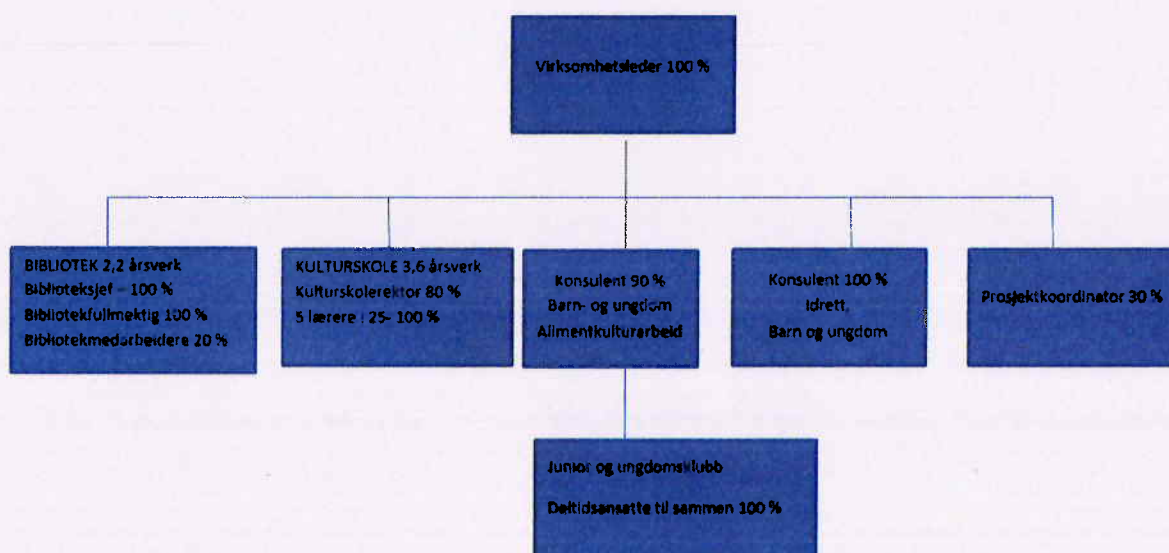 Virksomhetsleder 100 %
BIBLIOTEK 2,2 årsverk
Biblioteksjef – 100 %
Bibliotekfullmektig 100 %
Bibliotekmedarbeidere 20 %
KULTURSKOLE 3,6 årsverk
Kulturskolerektor 80 %
5 lærere : 25- 100 %
Konsulent 90 %
Barn- og ungdom
Allmentkulturarbeid
Konsulent 100 %
Idrett,
Barn og ungdom
Prosjektkoordinator 30 %
Junior og ungdomsklubb
Deltidsansatte til sammen 100 %